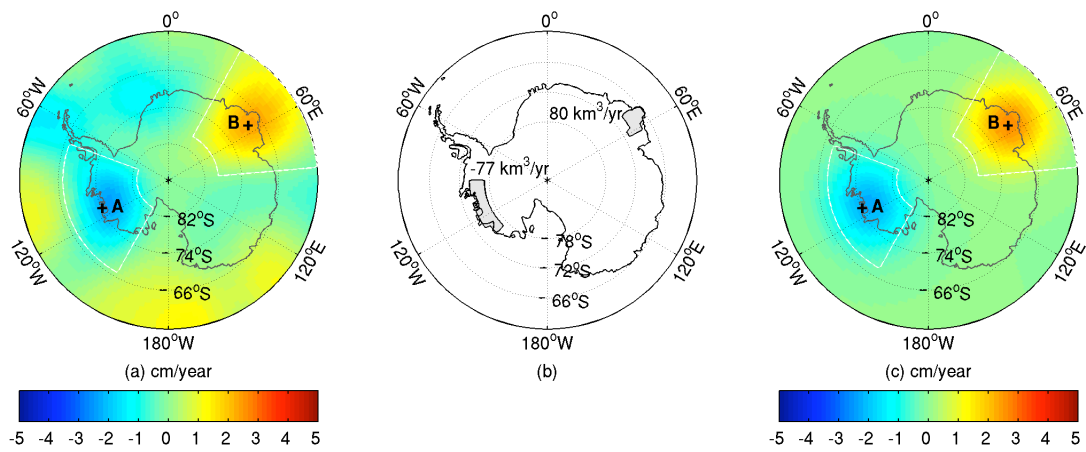 0°
60°W
60°E
B
A
82°S
74°S
66°S
120°W
120°E
180°W
(a) cm/year
-5 -4 -3 -2 -1 0 1 2 3 4 5
0°
60°W
60°E
80 km³/yr
-77 km³/yr
78°S
72°S
66°S
120°W
120°E
180°W
(b)
0°
60°W
60°E
B
A
82°S
74°S
66°S
120°W
120°E
180°W
(c) cm/year
-5 -4 -3 -2 -1 0 1 2 3 4 5